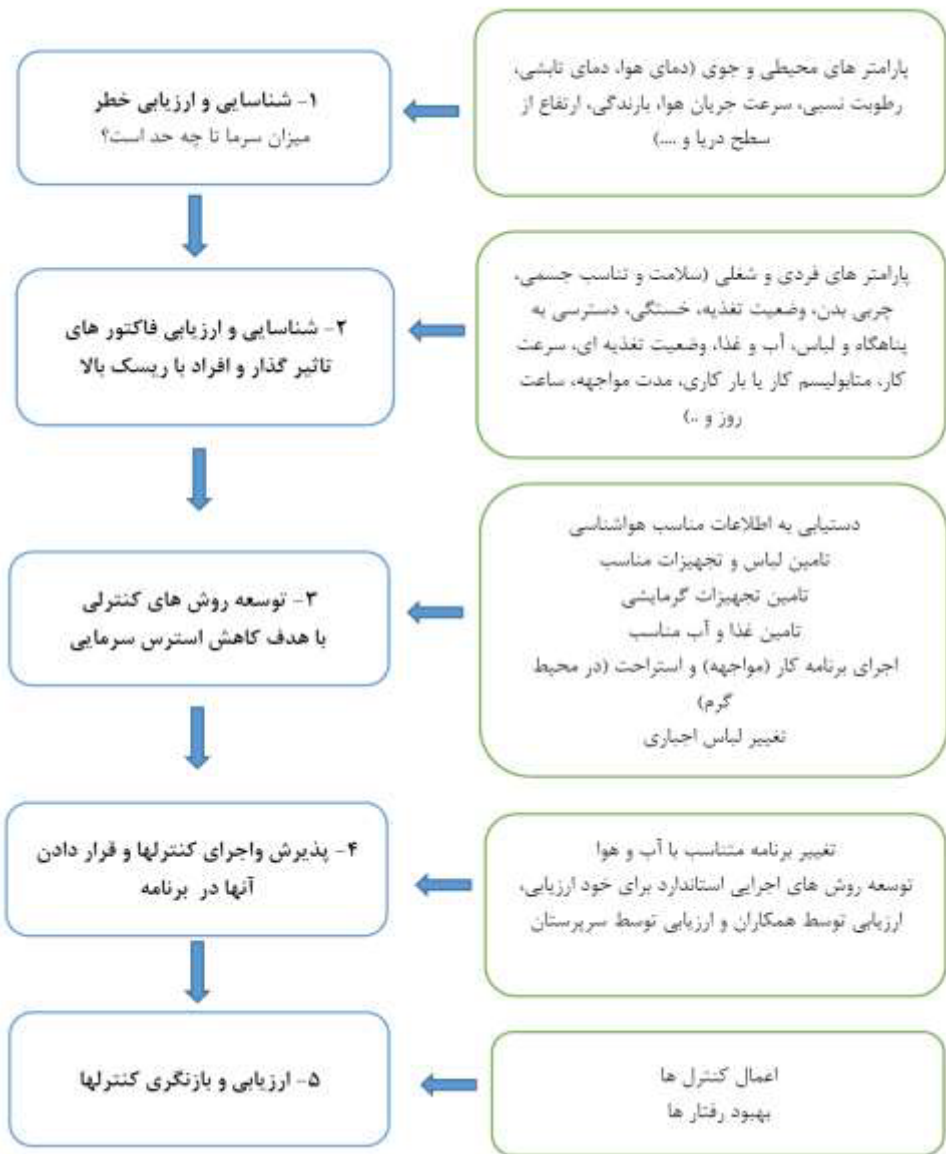 پارامتر های محیطی و جوی (دمای هوا، دمای تابشی،
رطوبت نسبی، سرعت جریان هوا، بارندگی، ارتفاع از
سطح دریا و ....)
۱- شناسایی و ارزیابی خطر
میزان سرما تا چه حد است؟
پارامتر های فردی و شغلی (سلامت و تناسب جسمی،
چربی بدن، وضعیت تغذیه، خستگی، دسترسی به
پناهگاه و لباس، آب و غذا، وضعیت تغذیه ای، سرعت
کار، متابولیسم کار یا بار کاری، مدت مواجهه، ساعت
روز و ..)
۲- شناسایی و ارزیابی فاکتور های
تاثیر گذار و افراد با ریسک بالا
دستیابی به اطلاعات مناسب هواشناسی
تامین لباس و تجهیزات مناسب
تامین تجهیزات گرمایشی
تامین غذا و آب مناسب
اجرای برنامه کار (مواجهه) و استراحت (در محیط
گرم)
تغییر لباس اجباری
۳- توسعه روش های کنترلی
با هدف کاهش استرس سرمایی
تغییر برنامه متناسب با آب و هوا
توسعه روش های اجرایی استاندارد برای خود ارزیابی،
ارزیابی توسط همکاران و ارزیابی توسط سرپرستان
۴- پذیرش واجرای کنترلها و قرار دادن
آنها در برنامه
اعمال کنترل ها
بهبود رفتار ها
۵- ارزیابی و بازنگری کنترلها